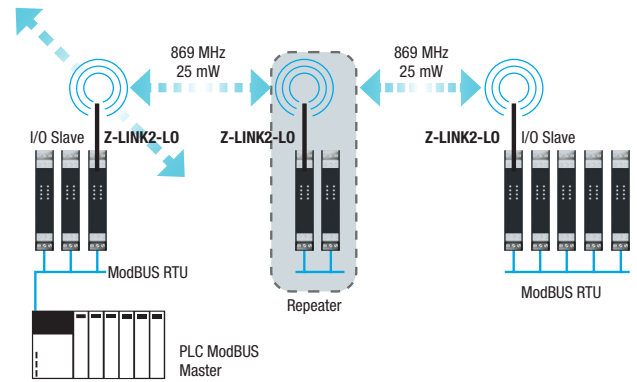 869 MHz
25 mW
869 MHz
25 mW
I/O Slave
Z-LINK2-LO
Z-LINK2-LO
Z-LINK2-LO
I/O Slave
ModBUS RTU
Repeater
ModBUS RTU
PLC ModBUS
Master